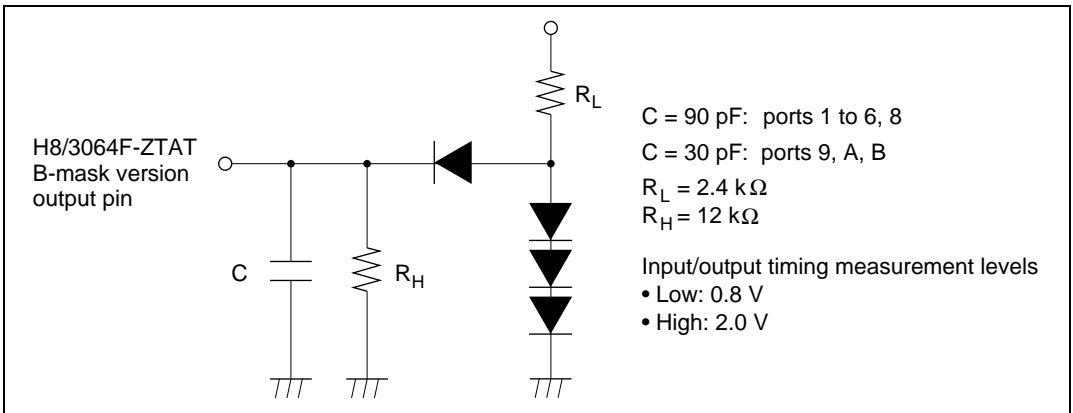 H8/3064F-ZTAT
B-mask version
output pin
C
R_H
R_L
C = 90 pF: ports 1 to 6, 8
C = 30 pF: ports 9, A, B
R_L = 2.4 kΩ
R_H = 12 kΩ
Input/output timing measurement levels
• Low: 0.8 V
• High: 2.0 V